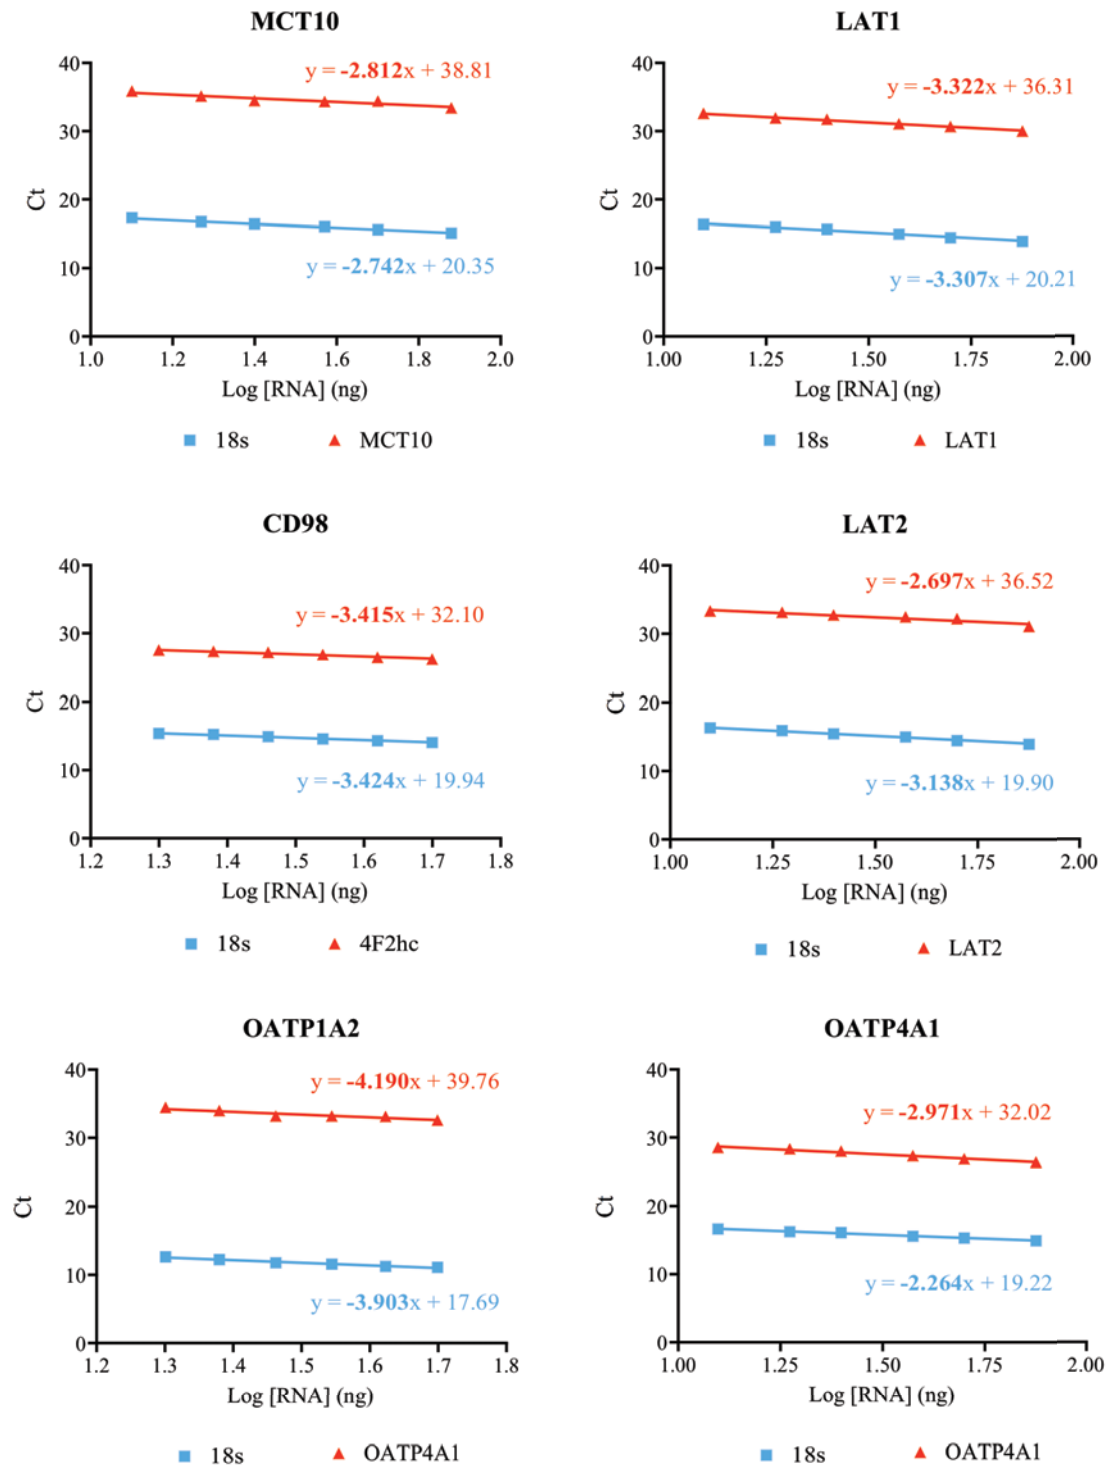 MCT10
40
30
20
10
0
Ct
y = -2.812x + 38.81
y = -2.742x + 20.35
1.0 1.2 1.4 1.6 1.8 2.0
Log [RNA] (ng)
18s MCT10
LAT1
40
30
20
10
0
Ct
y = -3.322x + 36.31
y = -3.307x + 20.21
1.00 1.25 1.50 1.75 2.00
Log [RNA] (ng)
18s LAT1
CD98
40
30
20
10
0
Ct
y = -3.415x + 32.10
y = -3.424x + 19.94
1.2 1.3 1.4 1.5 1.6 1.7 1.8
Log [RNA] (ng)
18s 4F2hc
LAT2
40
30
20
10
0
Ct
y = -2.697x + 36.52
y = -3.138x + 19.90
1.00 1.25 1.50 1.75 2.00
Log [RNA] (ng)
18s LAT2
OATP1A2
40
30
20
10
0
Ct
y = -4.190x + 39.76
y = -3.903x + 17.69
1.2 1.3 1.4 1.5 1.6 1.7 1.8
Log [RNA] (ng)
18s OATP4A1
OATP4A1
40
30
20
10
0
Ct
y = -2.971x + 32.02
y = -2.264x + 19.22
1.00 1.25 1.50 1.75 2.00
Log [RNA] (ng)
18s OATP4A1